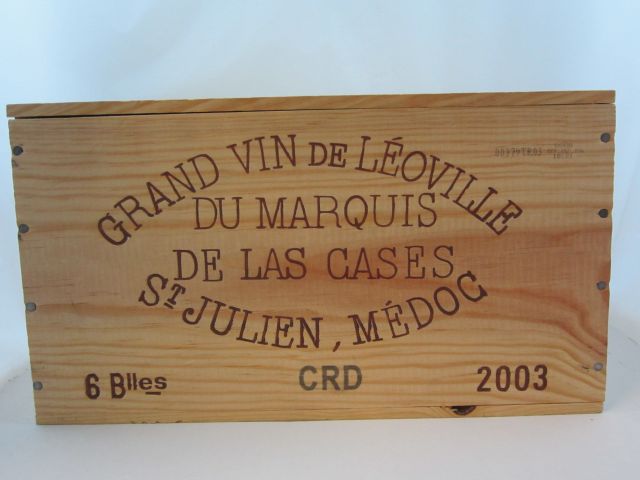 GRAND VIN DE LÉOVILLE
DU MARQUIS
DE LAS CASES
ST JULIEN, MÉDOC
6 Blles
CRD
2003